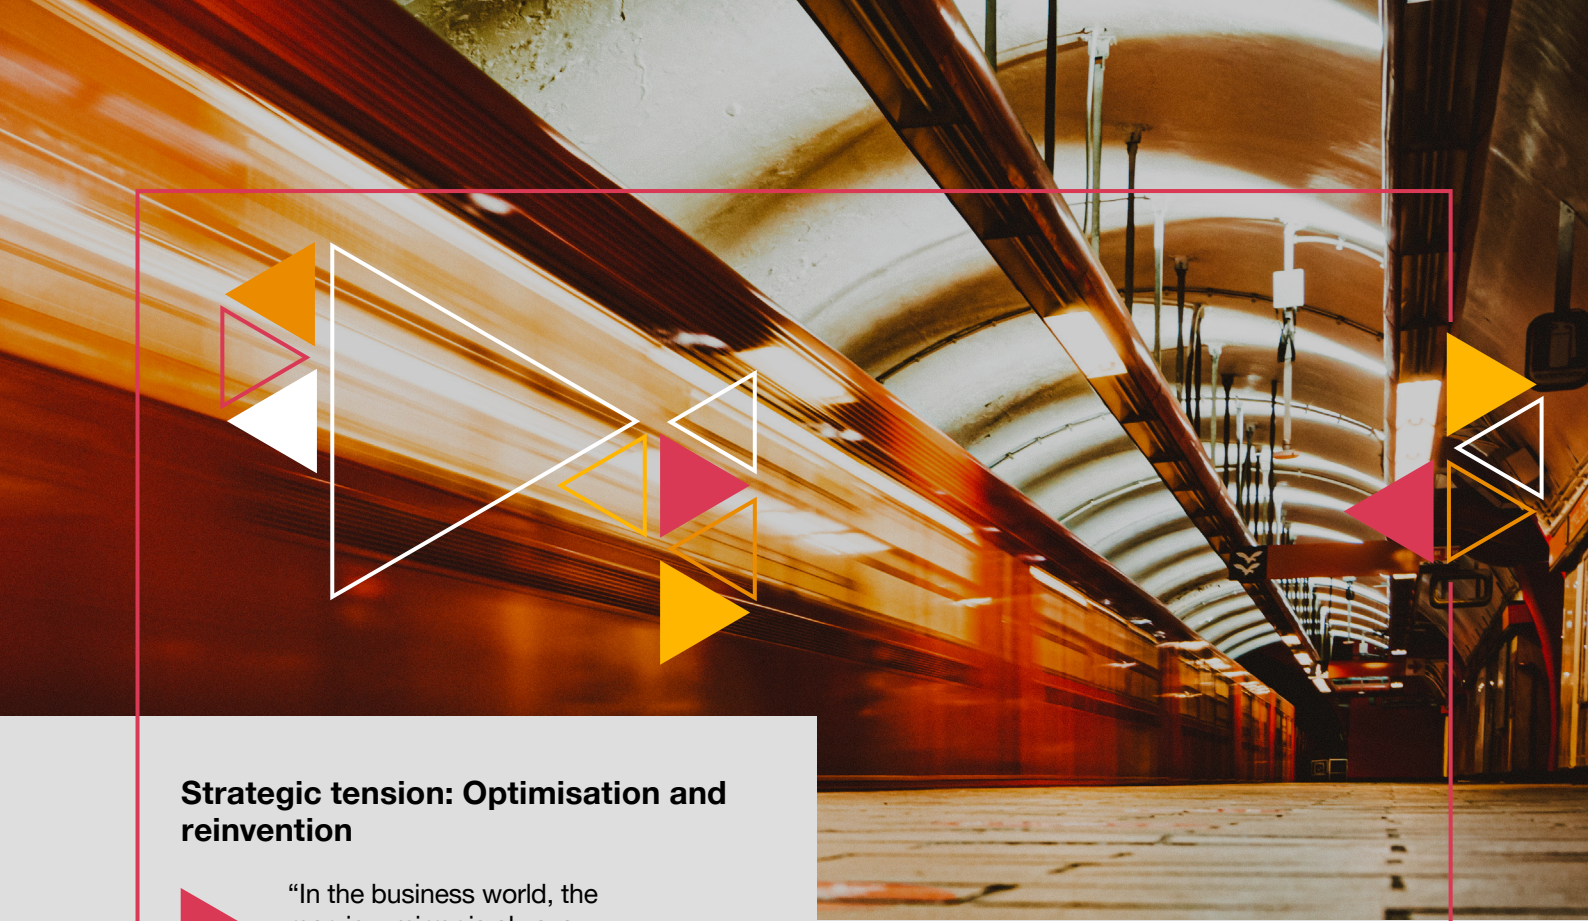 Strategic tension: Optimisation and
reinvention
“In the business world, the